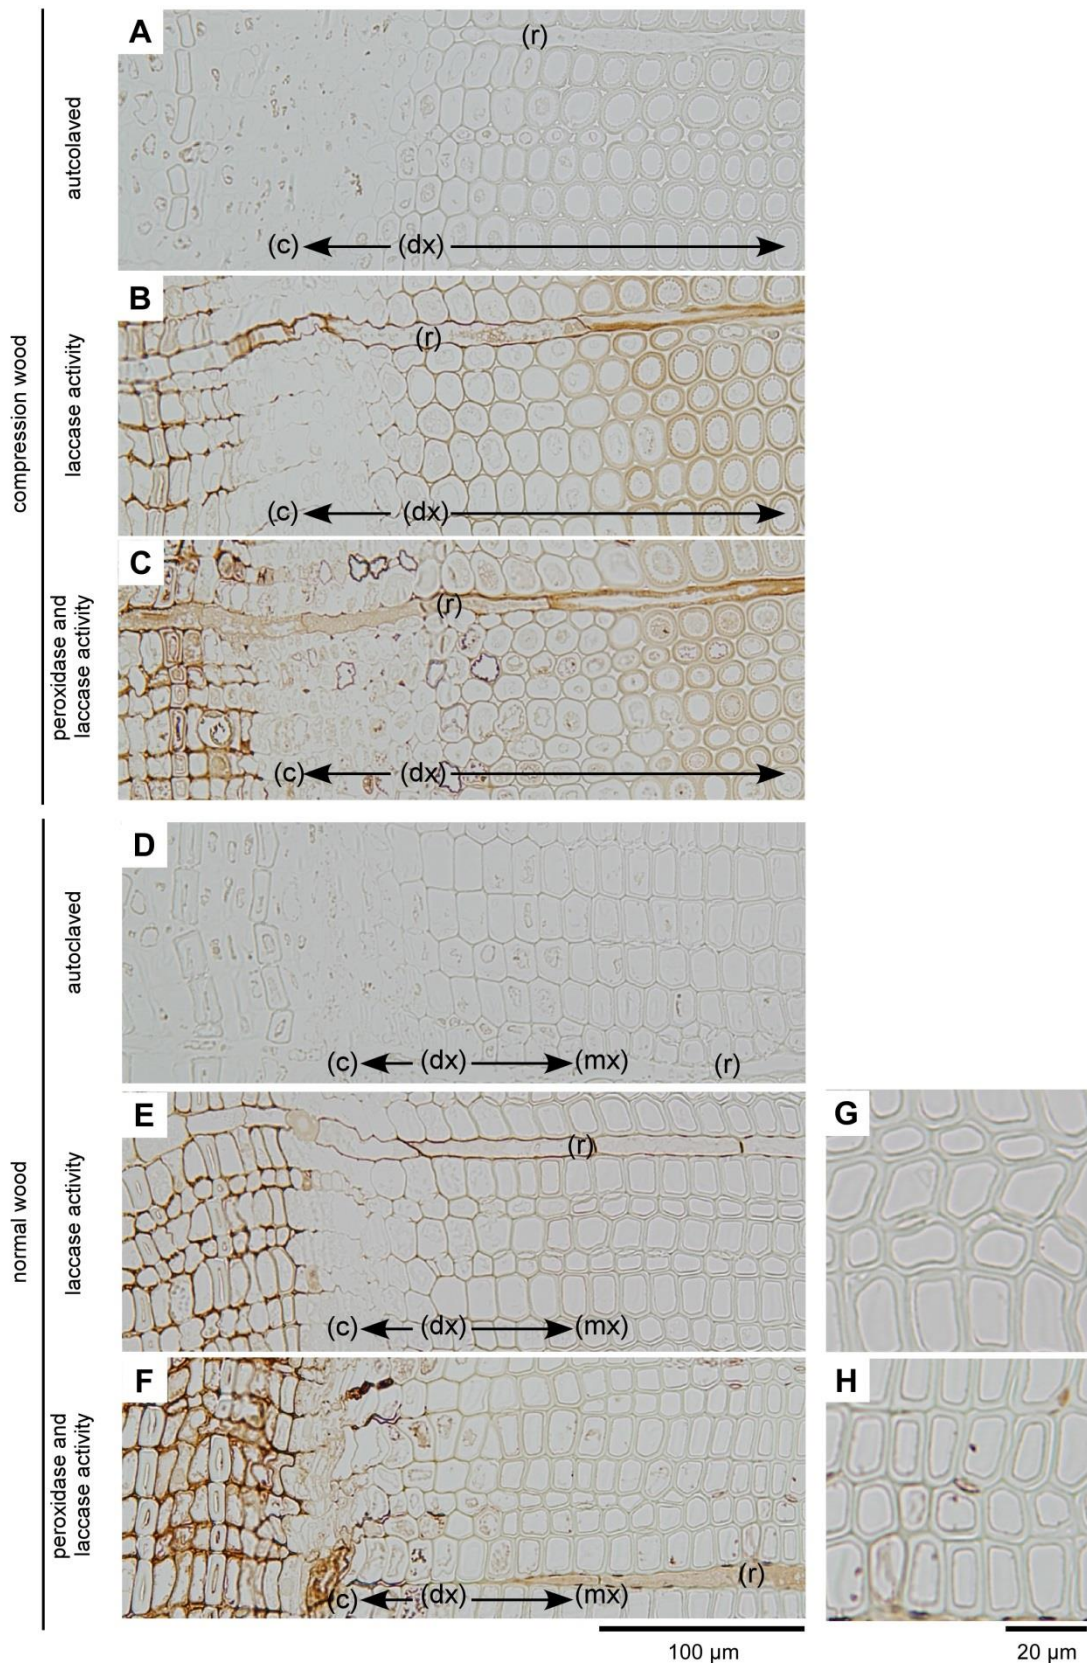 compression wood
autcolaved
A
(r)
(c) (dx)
laccase activity
B
(r)
(c) (dx)
peroxidase and
laccase activity
C
(r)
(c) (dx)
normal wood
autoclaved
D
(c) (dx) (mx) (r)
laccase activity
E
(r)
(c) (dx) (mx)
G
peroxidase and
laccase activity
F
(r)
(c) (dx) (mx)
H
100 µm
20 µm